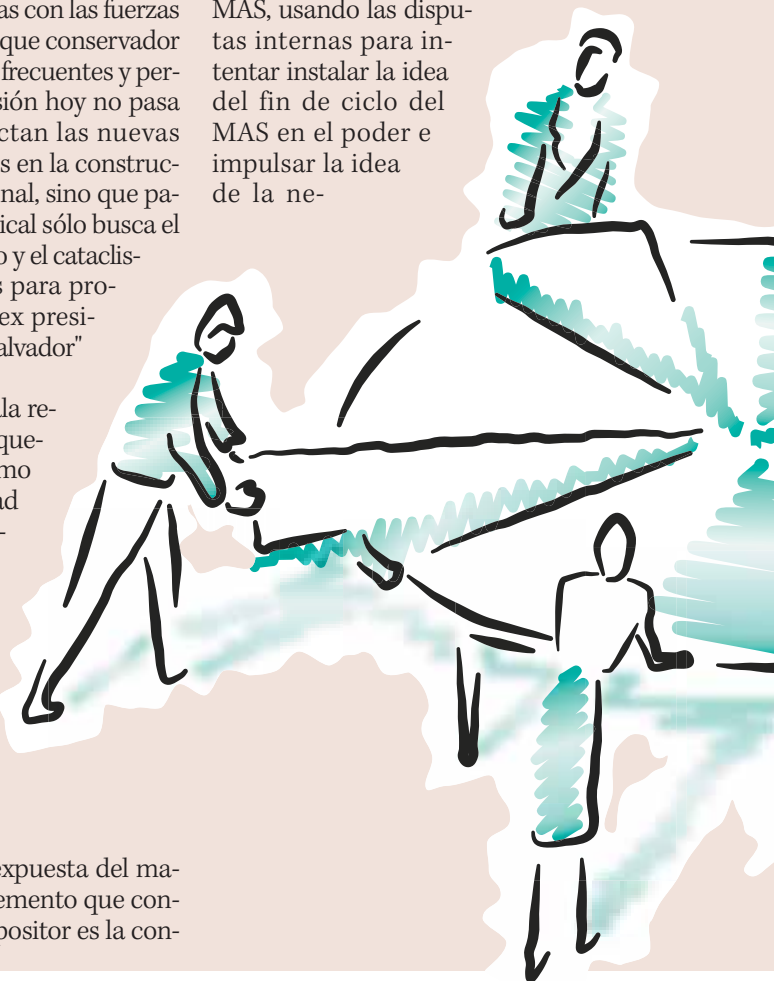 as con las fuerzas
que conservador
frecuentes y per-
sión hoy no pasa
ctan las nuevas
s en la construc-
nal, sino que pa-
ical sólo busca el
o y el cataclis-
s para pro-
ex presi-
alvador"
la re-
que-
mo
ad
-
expuesta del ma-
emento que con-
positor es la con-
MAS, usando las dispu-
tas internas para in-
tentar instalar la idea
del fin de ciclo del
MAS en el poder e
impulsar la idea
de la ne-